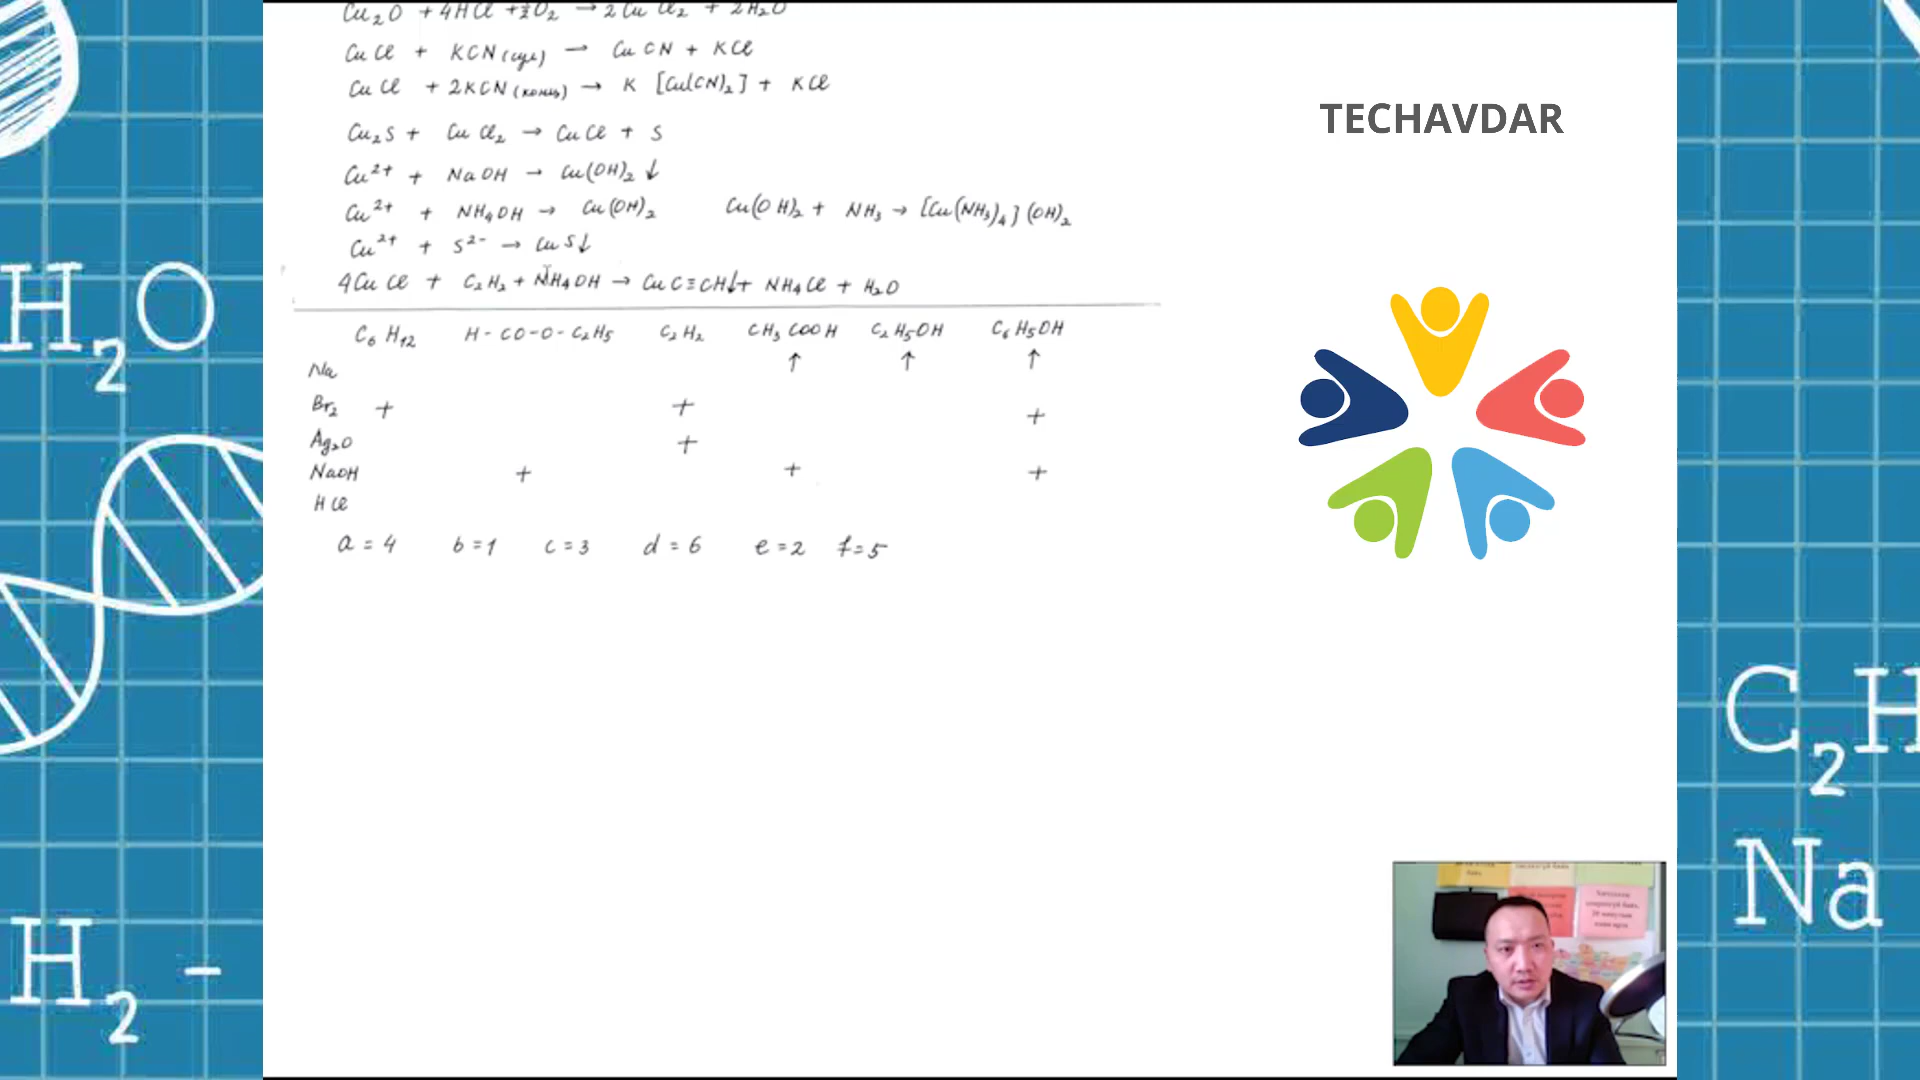 Cu₂O + 4HCl + ½O₂ → 2CuCl₂ + 2H₂O
CuCl + KCN → CuCN + KCl
CuCl + 2KCN (конц) → K [Cu(CN)₂] + KCl
Cu₂S + CuCl₂ → CuCl + S
Cu²⁺ + NaOH → Cu(OH)₂ ↓
Cu²⁺ + NH₄OH → Cu(OH)₂ Cu(OH)₂ + NH₃ → [Cu(NH₃)₄] (OH)₂
Cu²⁺ + S²⁻ → CuS↓
4CuCl + C₂H₂ + NH₄OH → CuC≡CH↓ + NH₄Cl + H₂O
C₆H₁₂ H-CO-O-C₂H₅ C₂H₂ CH₃COOH C₂H₅OH C₆H₅OH
Na ↑ ↑ ↑
Br₂ + + +
Ag₂O +
NaOH + + +
HCl
a = 4 b = 1 c = 3 d = 6 e = 2 f = 5
TECHAVDAR
H₂O
H₂ -
C₂H
Na